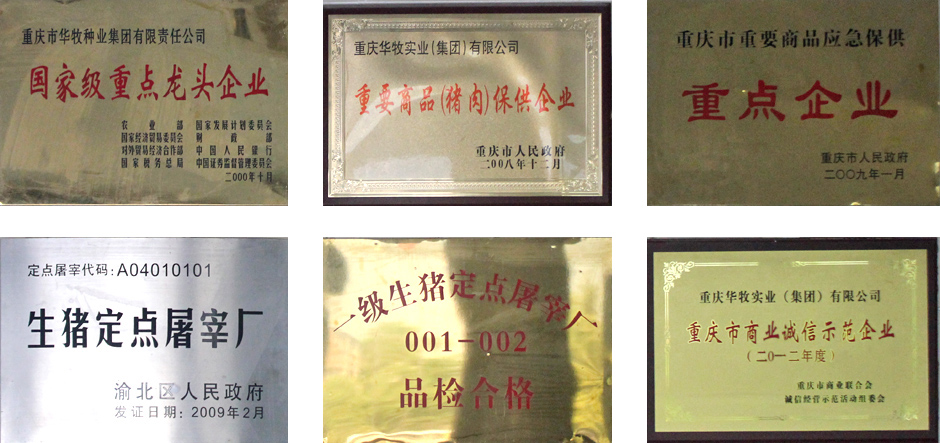 重庆市华牧种业集团有限责任公司
国家级重点龙头企业
农业部 国家发展计划委员会
国家经济贸易委员会 财政部
对外贸易经济合作部 中国人民银行
国家税务总局 中国证券监督管理委员会
二000年十月
重庆华牧实业(集团)有限公司
重要商品(猪肉)保供企业
重庆市人民政府
二00八年十二月
重庆市重要商品应急保供
重点企业
重庆市人民政府
二〇〇九年一月
定点屠宰代码:A04010101
生猪定点屠宰厂
渝北区人民政府
发证日期:2009年2月
一级生猪定点屠宰厂
001-002
品检合格
重庆华牧实业(集团)有限公司
重庆市商业诚信示范企业
(二0一二年度)
重庆市商业联合会
诚信经营示范活动组委会